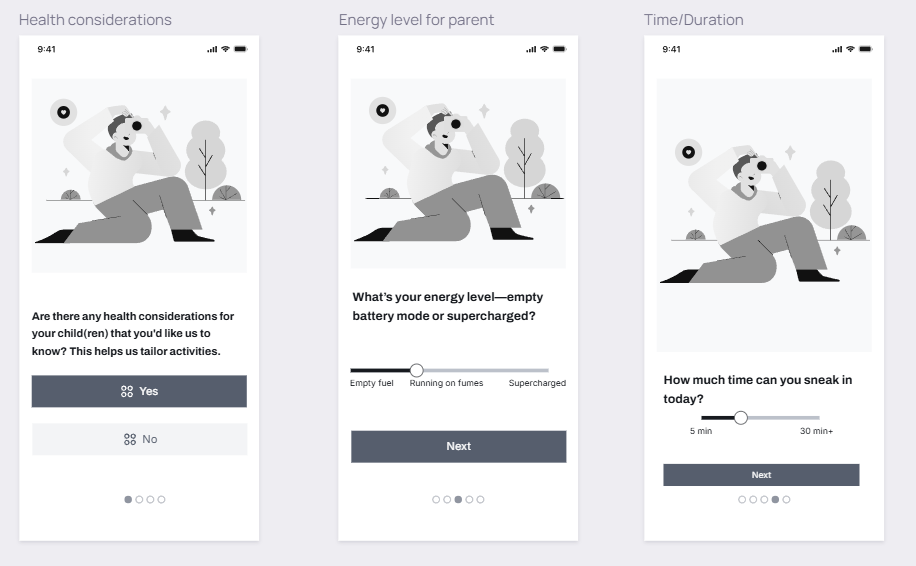 Health considerations
9:41
Are there any health considerations for
your child(ren) that you'd like us to
know? This helps us tailor activities.
Yes
No
Energy level for parent
9:41
What's your energy level—empty
battery mode or supercharged?
Empty fuel Running on fumes Supercharged
Next
Time/Duration
9:41
How much time can you sneak in
today?
5 min 30 min+
Next